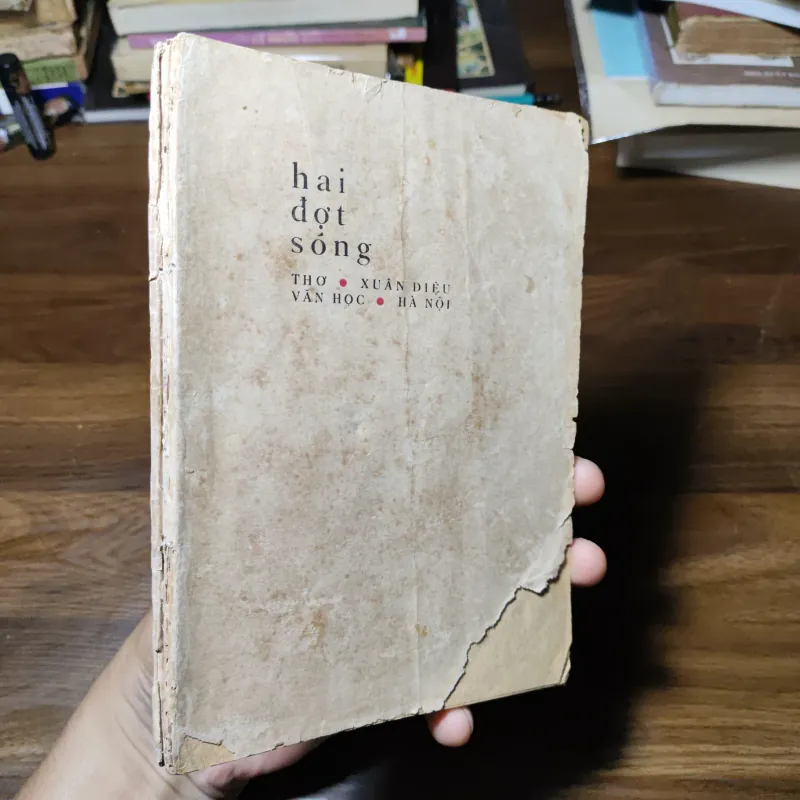 hai
đợt
sóng
THƠ • XUÂN DIỆU
VĂN HỌC • HÀ NỘI